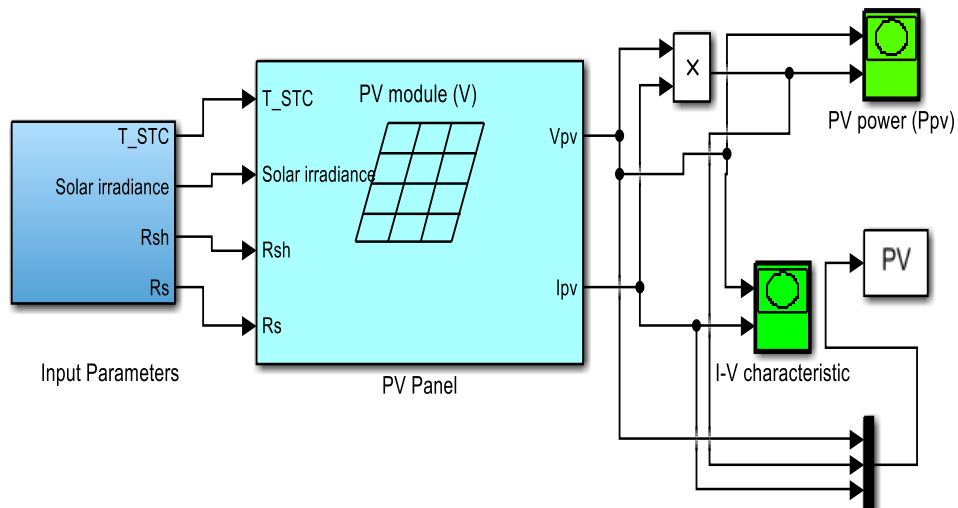 T_STC
Solar irradiance
Rsh
Rs
Input Parameters
T_STC
Solar irradiance
Rsh
Rs
PV module (V)
Vpv
Ipv
PV Panel
×
PV power (Ppv)
I-V characteristic
PV